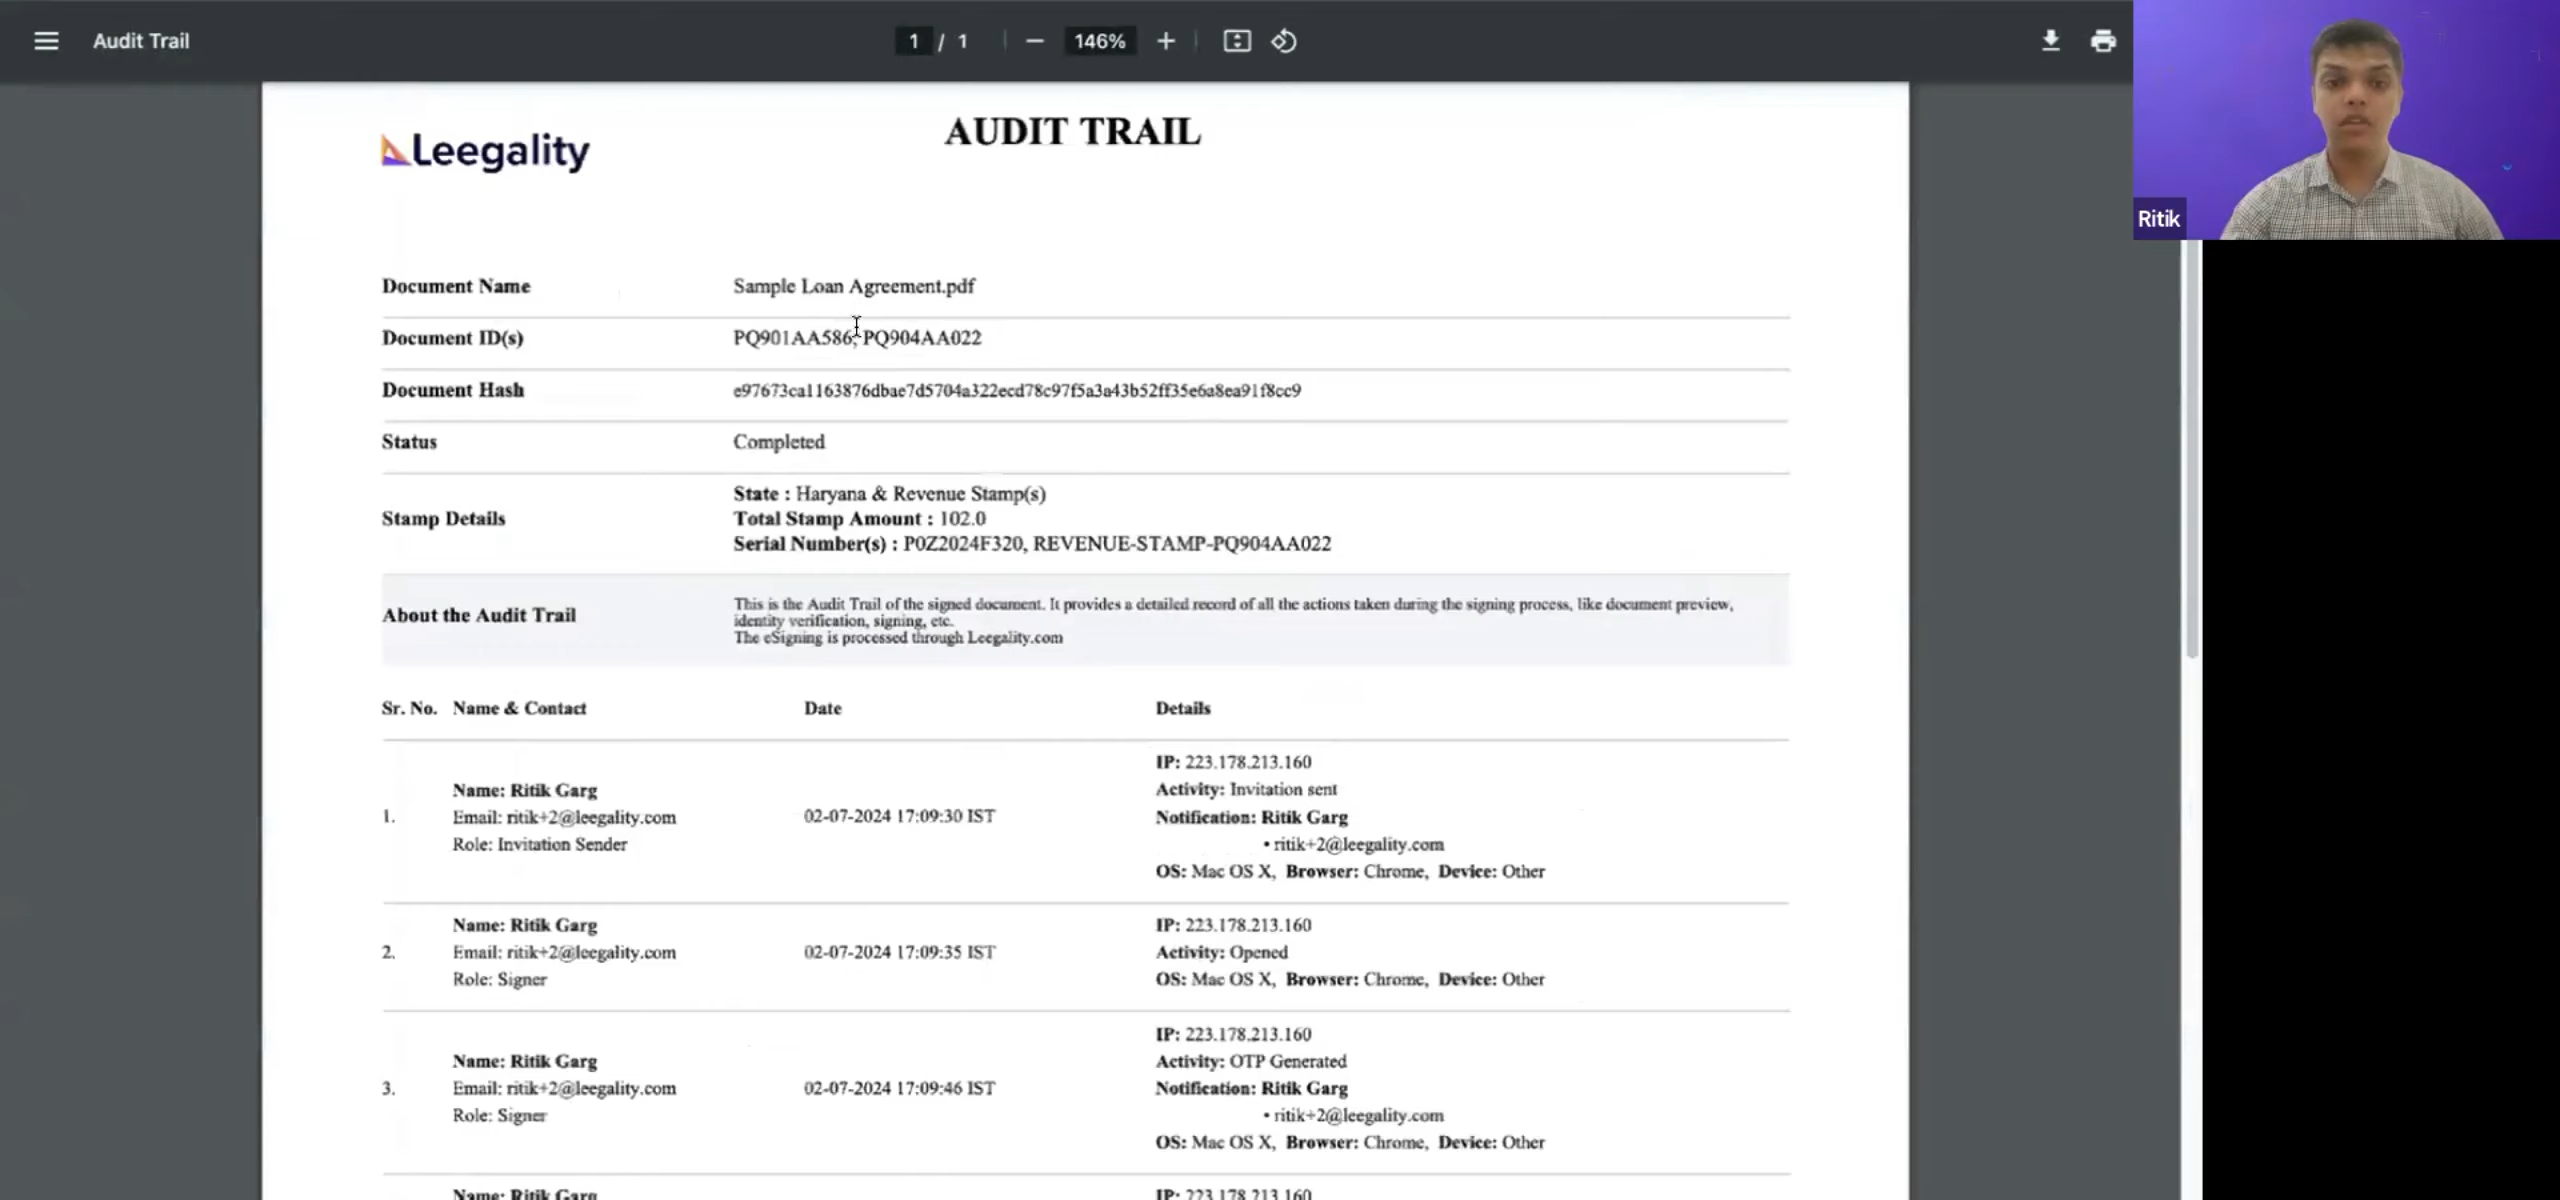 Audit Trail
1 / 1
146%
Ritik
Leegality
AUDIT TRAIL
Document Name Sample Loan Agreement.pdf
Document ID(s) PQ901AA586, PQ904AA022
Document Hash e97673ca1163876dbae7d5704a322ecd78c97f5a3a43b52ff35e6a8ea91f8cc9
Status Completed
State : Haryana & Revenue Stamp(s)
Stamp Details Total Stamp Amount : 102.0
Serial Number(s) : P0Z2024F320, REVENUE-STAMP-PQ904AA022
About the Audit Trail This is the Audit Trail of the signed document. It provides a detailed record of all the actions taken during the signing process, like document preview,
identity verification, signing, etc.
The eSigning is processed through Leegality.com
Sr. No. Name & Contact Date Details
IP: 223.178.213.160
Name: Ritik Garg Activity: Invitation sent
1. Email: ritik+2@leegality.com 02-07-2024 17:09:30 IST Notification: Ritik Garg
Role: Invitation Sender • ritik+2@leegality.com
OS: Mac OS X, Browser: Chrome, Device: Other
Name: Ritik Garg IP: 223.178.213.160
2. Email: ritik+2@leegality.com 02-07-2024 17:09:35 IST Activity: Opened
Role: Signer OS: Mac OS X, Browser: Chrome, Device: Other
IP: 223.178.213.160
Name: Ritik Garg Activity: OTP Generated
3. Email: ritik+2@leegality.com 02-07-2024 17:09:46 IST Notification: Ritik Garg
Role: Signer • ritik+2@leegality.com
OS: Mac OS X, Browser: Chrome, Device: Other
Name: Ritik Garg IP: 223.178.213.160